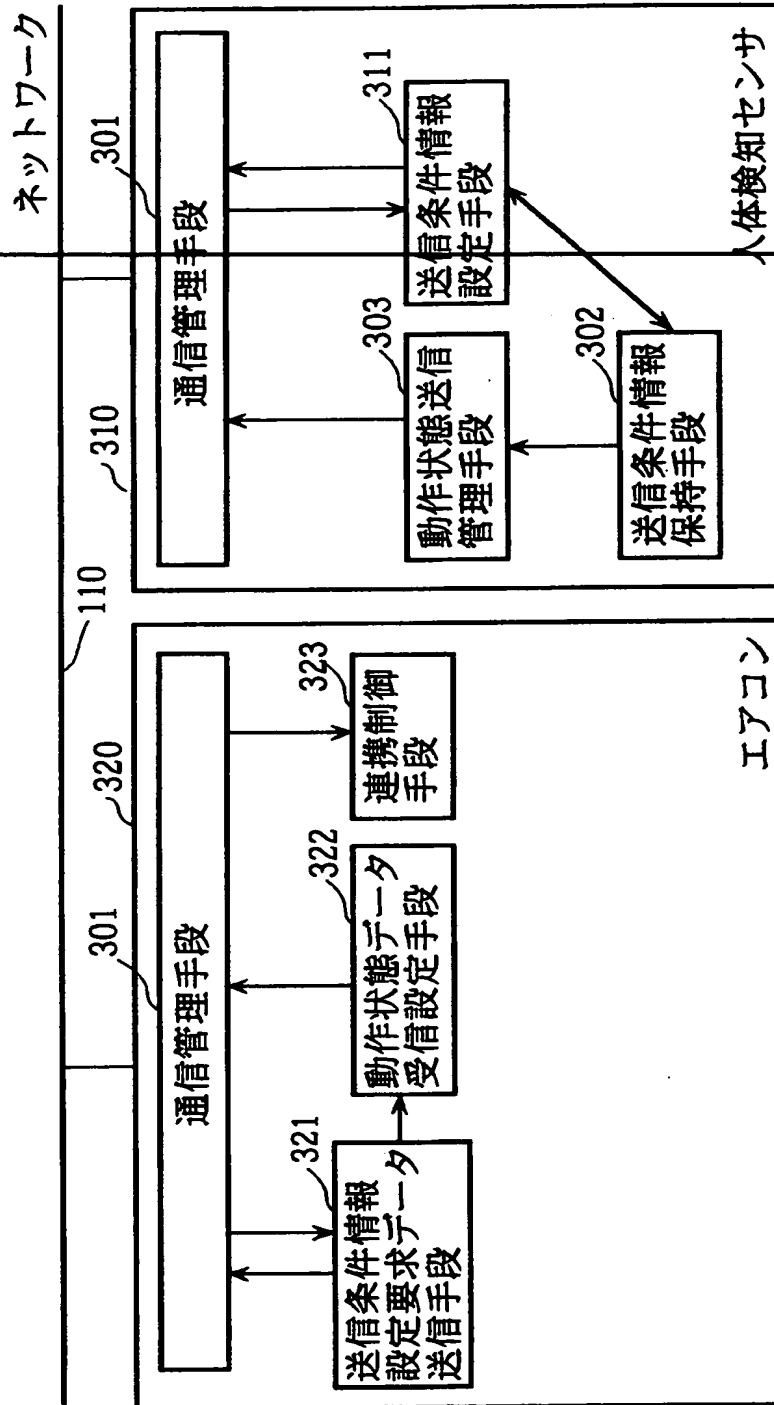 ネットワーク
110
320
301
通信管理手段
321
送信条件情報
設定要求データ
送信手段
322
動作状態データ
受信設定手段
323
連携制御
手段
エアコン
310
301
通信管理手段
303
動作状態送信
管理手段
311
送信条件情報
設定手段
302
送信条件情報
保持手段
人体検知センサ